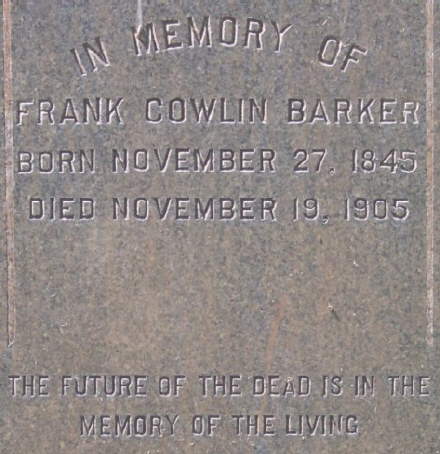 IN MEMORY OF
FRANK COWLIN BARKER
BORN NOVEMBER 27, 1845
DIED NOVEMBER 19, 1905
THE FUTURE OF THE DEAD IS IN THE
MEMORY OF THE LIVING